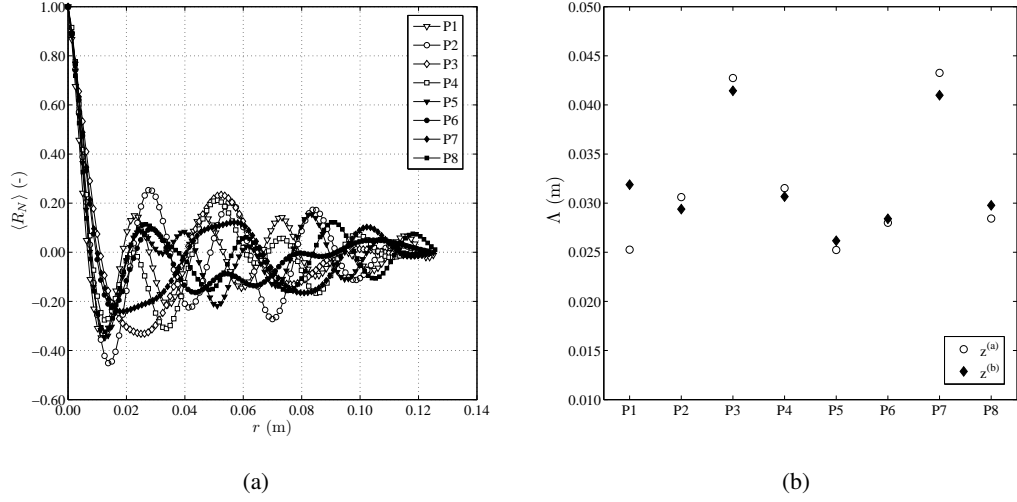 1.00
0.80
0.60
0.40
0.20
0.00
−0.20
−0.40
−0.60
⟨R_N⟩ (-)
0.00 0.02 0.04 0.06 0.08 0.10 0.12 0.14
r (m)
P1
P2
P3
P4
P5
P6
P7
P8
(a)
0.050
0.045
0.040
0.035
0.030
0.025
0.020
0.015
0.010
Λ (m)
P1 P2 P3 P4 P5 P6 P7 P8
z^(a)
z^(b)
(b)